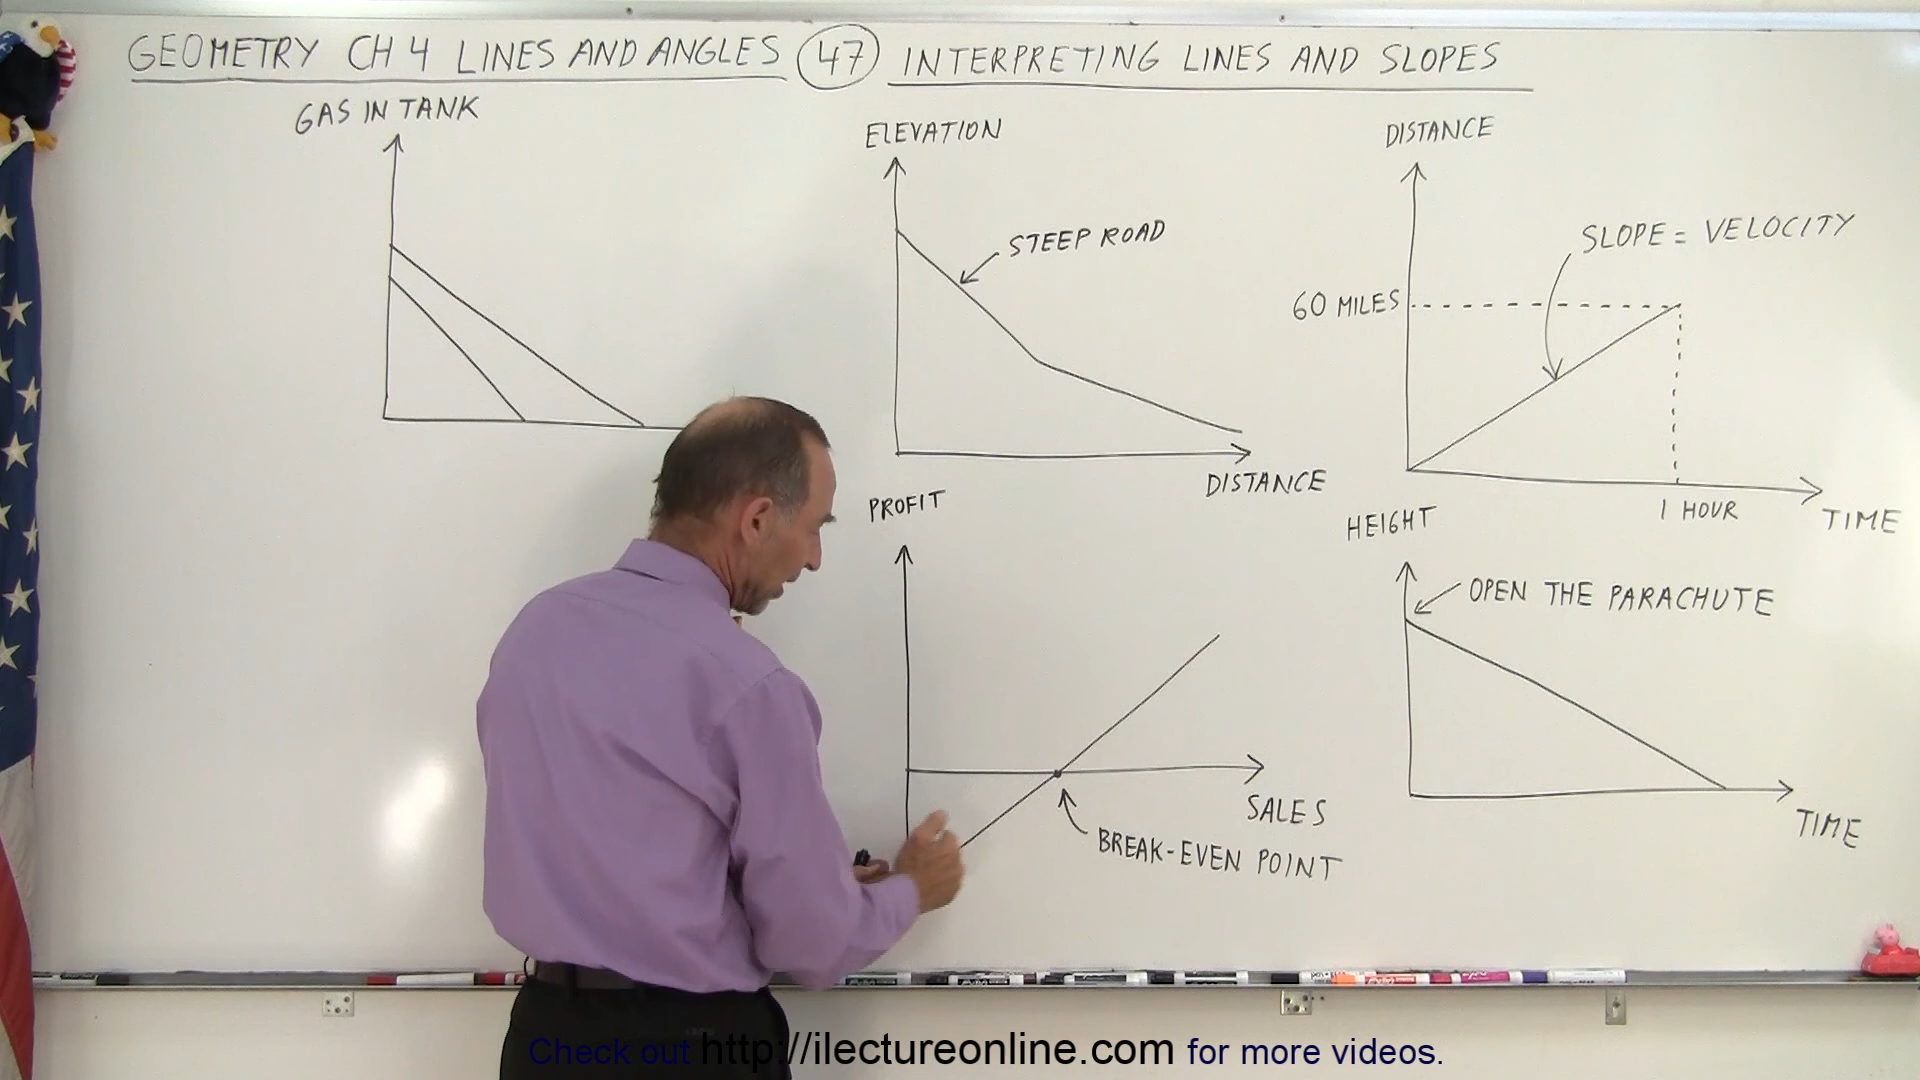 GEOMETRY CH 4 LINES AND ANGLES 47 INTERPRETING LINES AND SLOPES
GAS IN TANK
ELEVATION
STEEP ROAD
DISTANCE
DISTANCE
SLOPE = VELOCITY
60 MILES
1 HOUR
TIME
PROFIT
SALES
BREAK-EVEN POINT
HEIGHT
OPEN THE PARACHUTE
TIME
Check out http://ilectureonline.com for more videos.